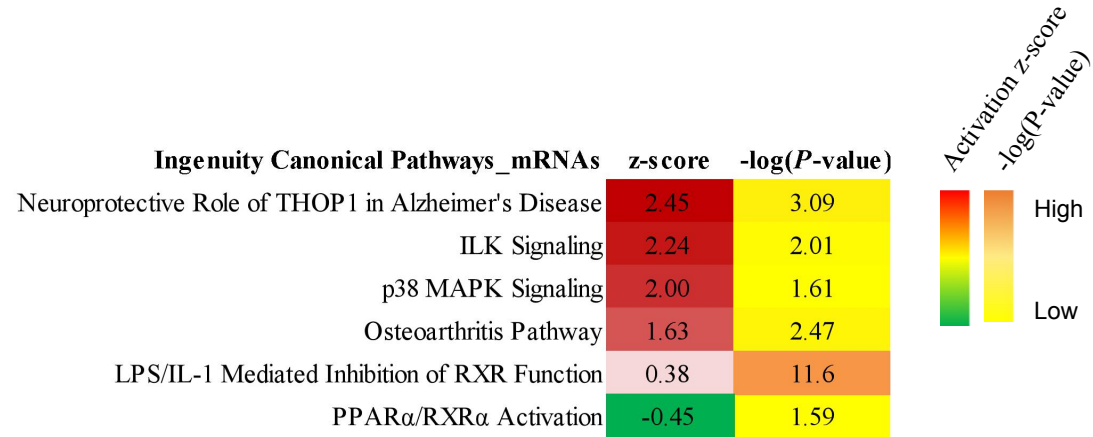 Activation z-score
-log(P-value)
Ingenuity Canonical Pathways_mRNAs z-score -log(P-value)
Neuroprotective Role of THOP1 in Alzheimer's Disease 2.45 3.09
ILK Signaling 2.24 2.01
p38 MAPK Signaling 2.00 1.61
Osteoarthritis Pathway 1.63 2.47
LPS/IL-1 Mediated Inhibition of RXR Function 0.38 11.6
PPARα/RXRα Activation -0.45 1.59
High
Low